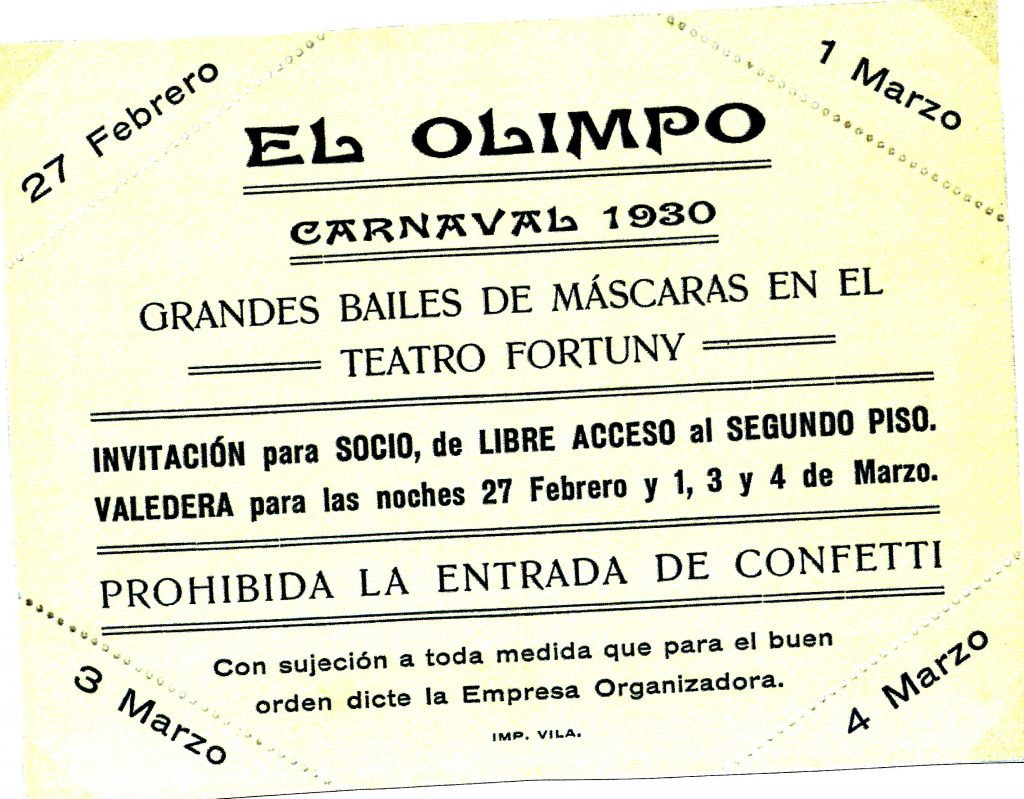 27 Febrero
1 Marzo
EL OLIMPO
CARNAVAL 1930
GRANDES BAILES DE MÁSCARAS EN EL
TEATRO FORTUNY
INVITACIÓN para SOCIO, de LIBRE ACCESO al SEGUNDO PISO.
VALEDERA para las noches 27 Febrero y 1, 3 y 4 de Marzo.
PROHIBIDA LA ENTRADA DE CONFETTI
Con sujeción a toda medida que para el buen
orden dicte la Empresa Organizadora.
IMP. VILA.
3 Marzo
4 Marzo